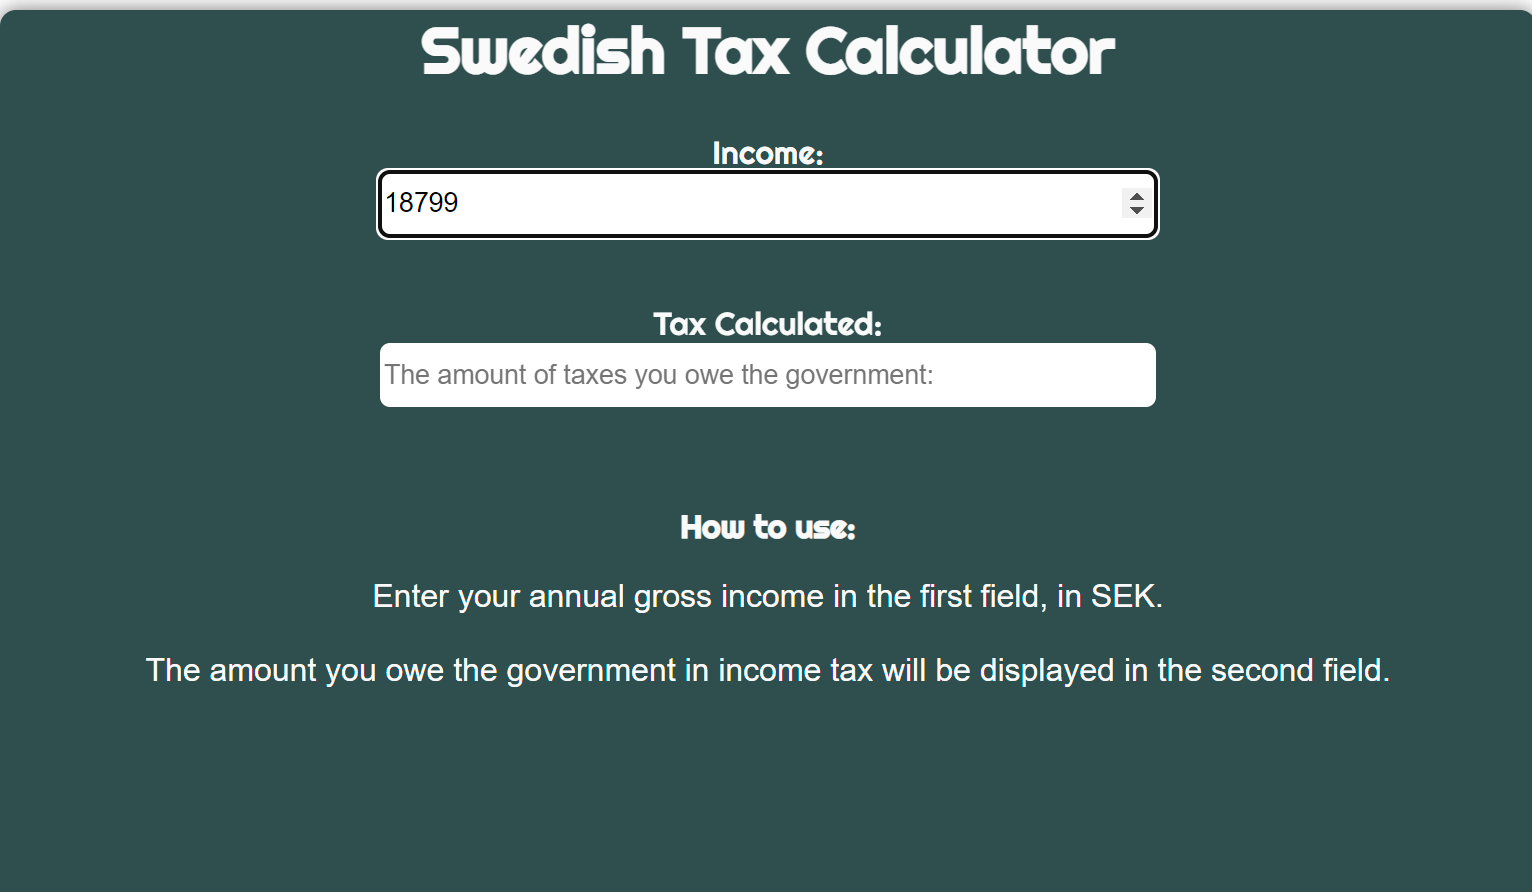 Swedish Tax Calculator
Income:
18799
Tax Calculated:
The amount of taxes you owe the government:
How to use:
Enter your annual gross income in the first field, in SEK.
The amount you owe the government in income tax will be displayed in the second field.